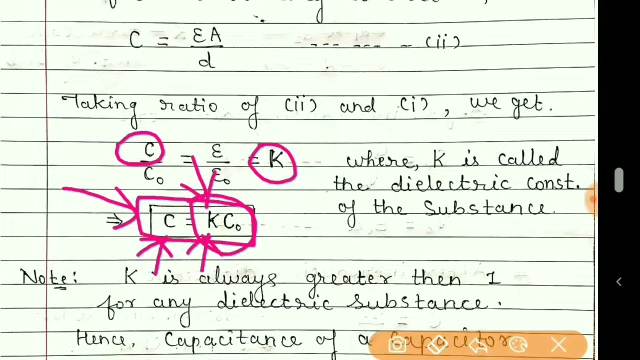 C = εA / d --- --- - (ii)
Taking ratio of (ii) and (i), we get.
C / C₀ = ε / ε₀ = K where, K is called
the dielectric const.
of the substance.
⇒ C = KC₀
Note: K is always greater then 1
for any dielectric substance.
Hence, Capacitance of a capacitor